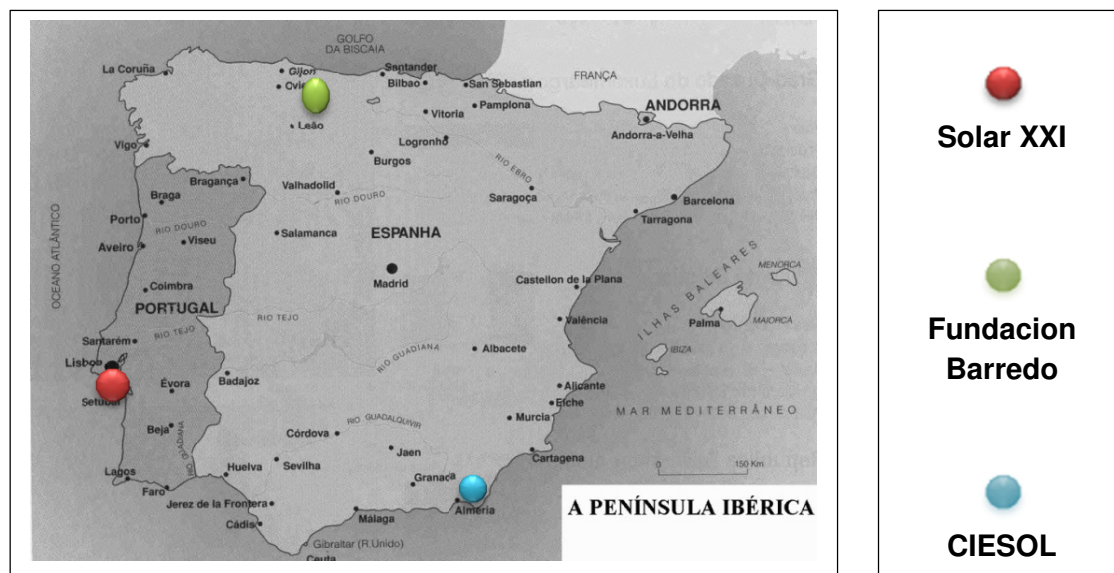 GOLFO
DA BISCAIA
La Coruña
Gijon
Santander
Bilbao
San Sebastian
FRANÇA
Vitoria
Pamplona
ANDORRA
Andorra-a-Velha
Leão
Logronho
Vigo
Burgos
RIO EBRO
Bragança
Valhadolid
Saragoça
Barcelona
Braga
RIO DOURO
Tarragona
Porto
RIO DOURO
OCEANO ATLÂNTICO
Aveiro
Viseu
Salamanca
ESPANHA
Madrid
ILHAS BALEARES
MENORCA
Castellon de la Plana
Coimbra
PORTUGAL
Palma
MAIORCA
RIO TEJO
RIO TEJO
Valência
Santarém
RIO GUADIANA
Albacete
IBIZA
Lisboa
Badajoz
Évora
Alicante
Setubal
Elche
MAR MEDITERRÂNEO
RIO GUADALQUIVIR
Murcia
Beja
Córdova
RIO GUADIANA
Jaen
Cartagena
Sevilha
Lagos
Huelva
Granada
150 Km
0
Faro
Jerez de la Frontera
Almeria
Málaga
Cádis
Gibraltar (R.Unido)
Ceuta
A PENÍNSULA IBÉRICA
Solar XXI
Fundacion
Barredo
CIESOL